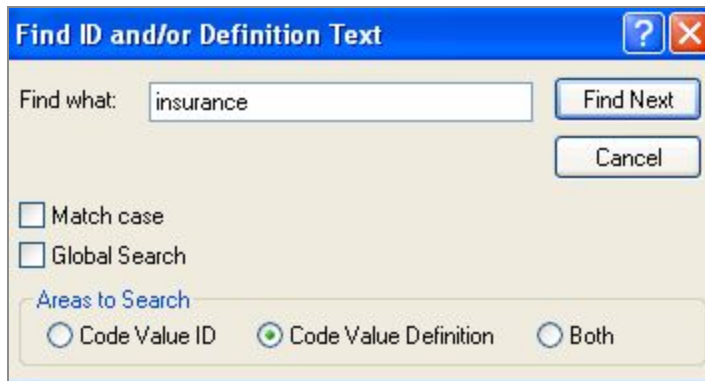 Find ID and/or Definition Text
?
Find what: insurance Find Next
Cancel
Match case
Global Search
Areas to Search
Code Value ID Code Value Definition Both